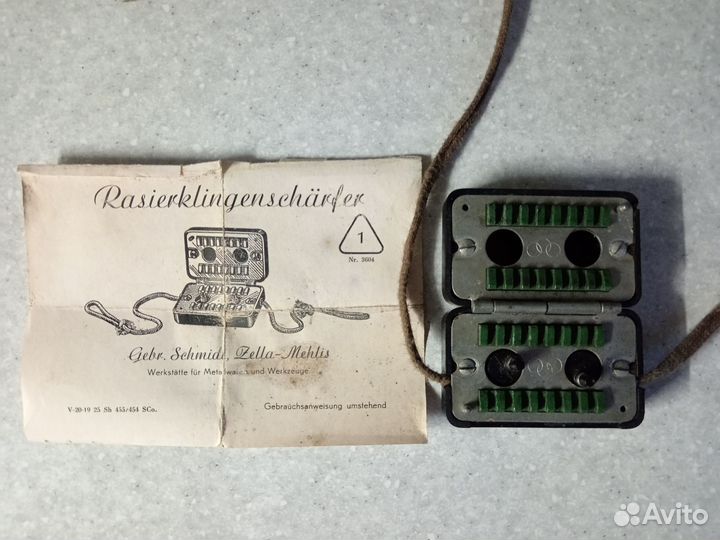 Rasierklingenschärfer
1
Nr. 3604
Gebr. Schmidt, Zella-Mehlis
Werkstätte für Metallwaren und Werkzeuge
V-20-19 25 Sh 453/454 SCo.
Gebrauchsanweisung umstehend
Avito